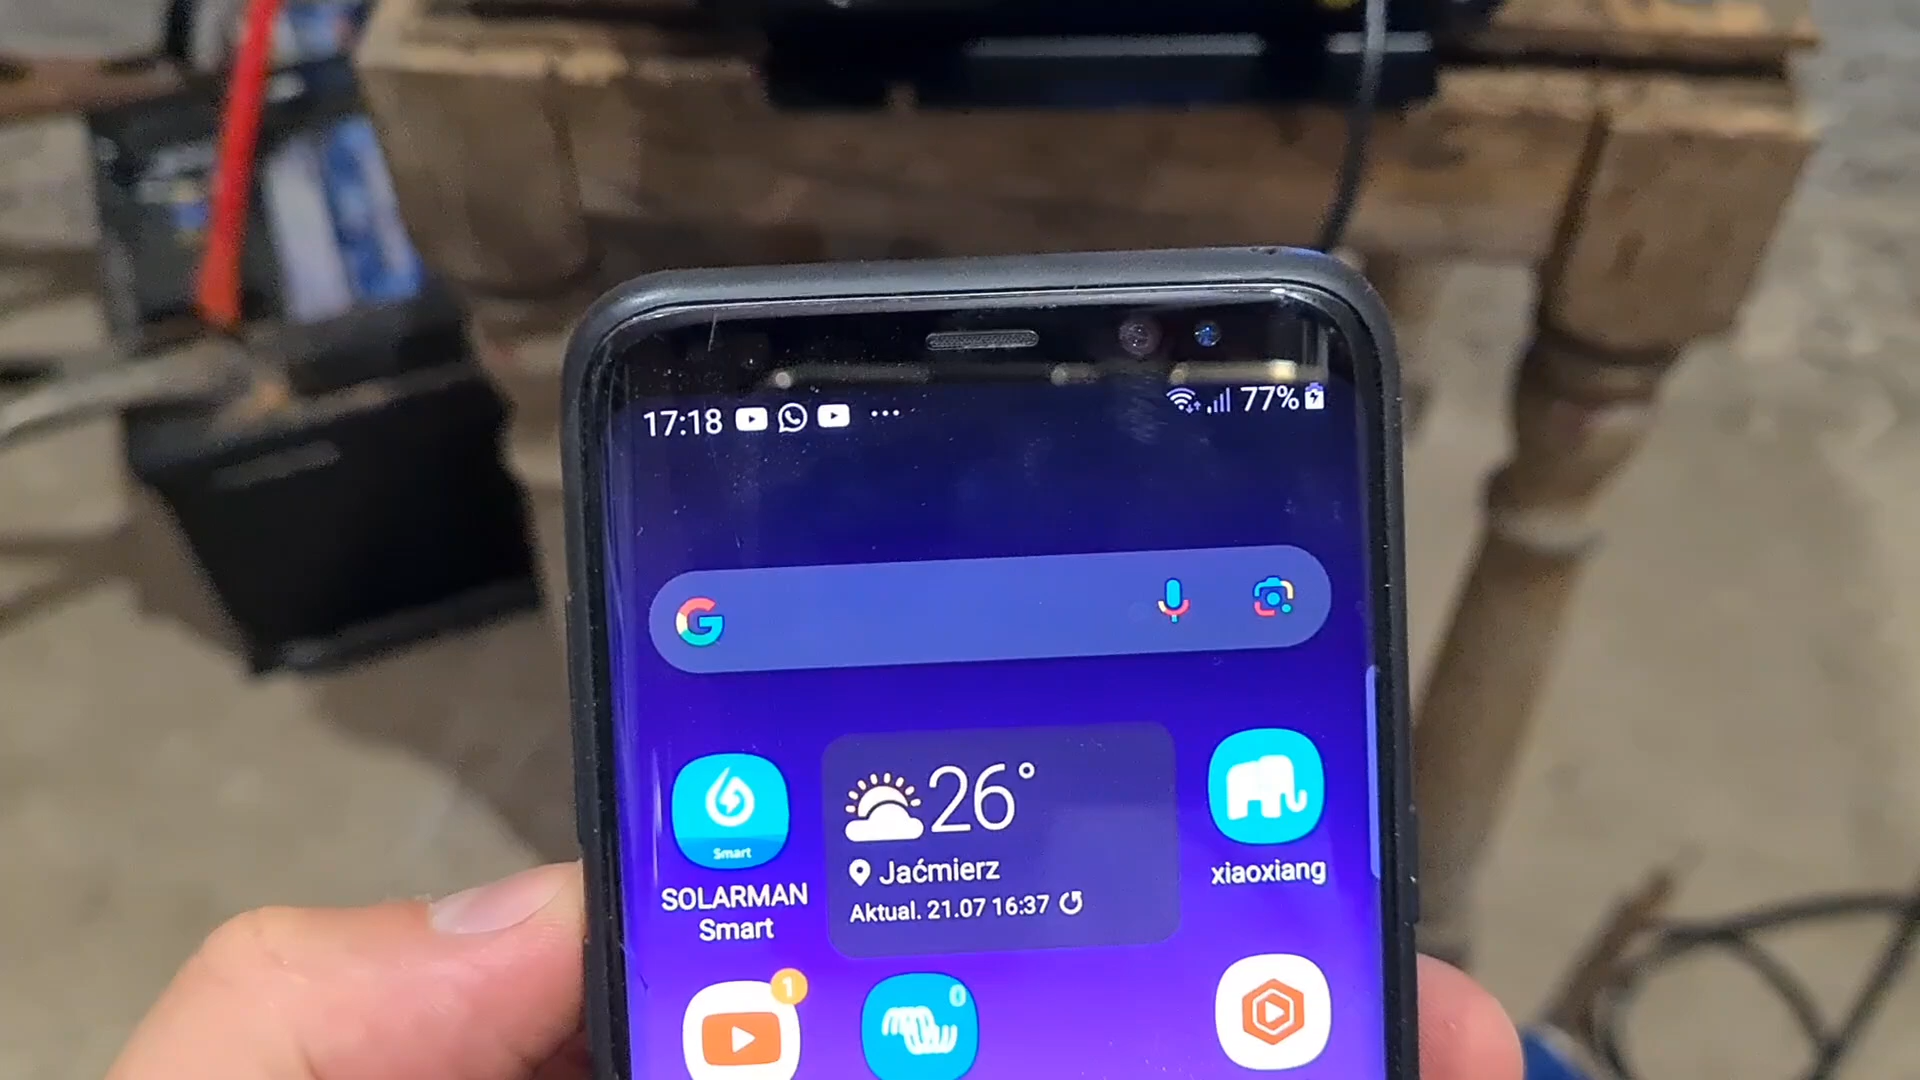 17:18
77%
26°
Jaćmierz
Aktual. 21.07 16:37
Smart
SOLARMAN
Smart
xiaoxiang
1
0